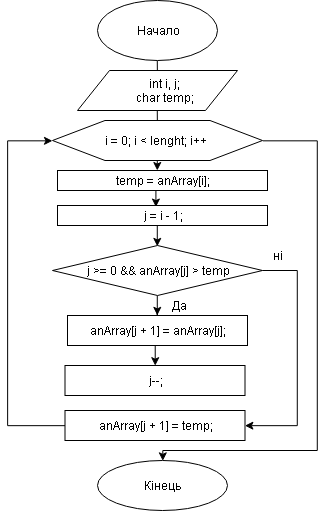 Начало
int i, j;
char temp;
i = 0; i < lenght; i++
temp = anArray[i];
j = i - 1;
j >= 0 && anArray[j] > temp
ні
Да
anArray[j + 1] = anArray[j];
j--;
anArray[j + 1] = temp;
Кінець